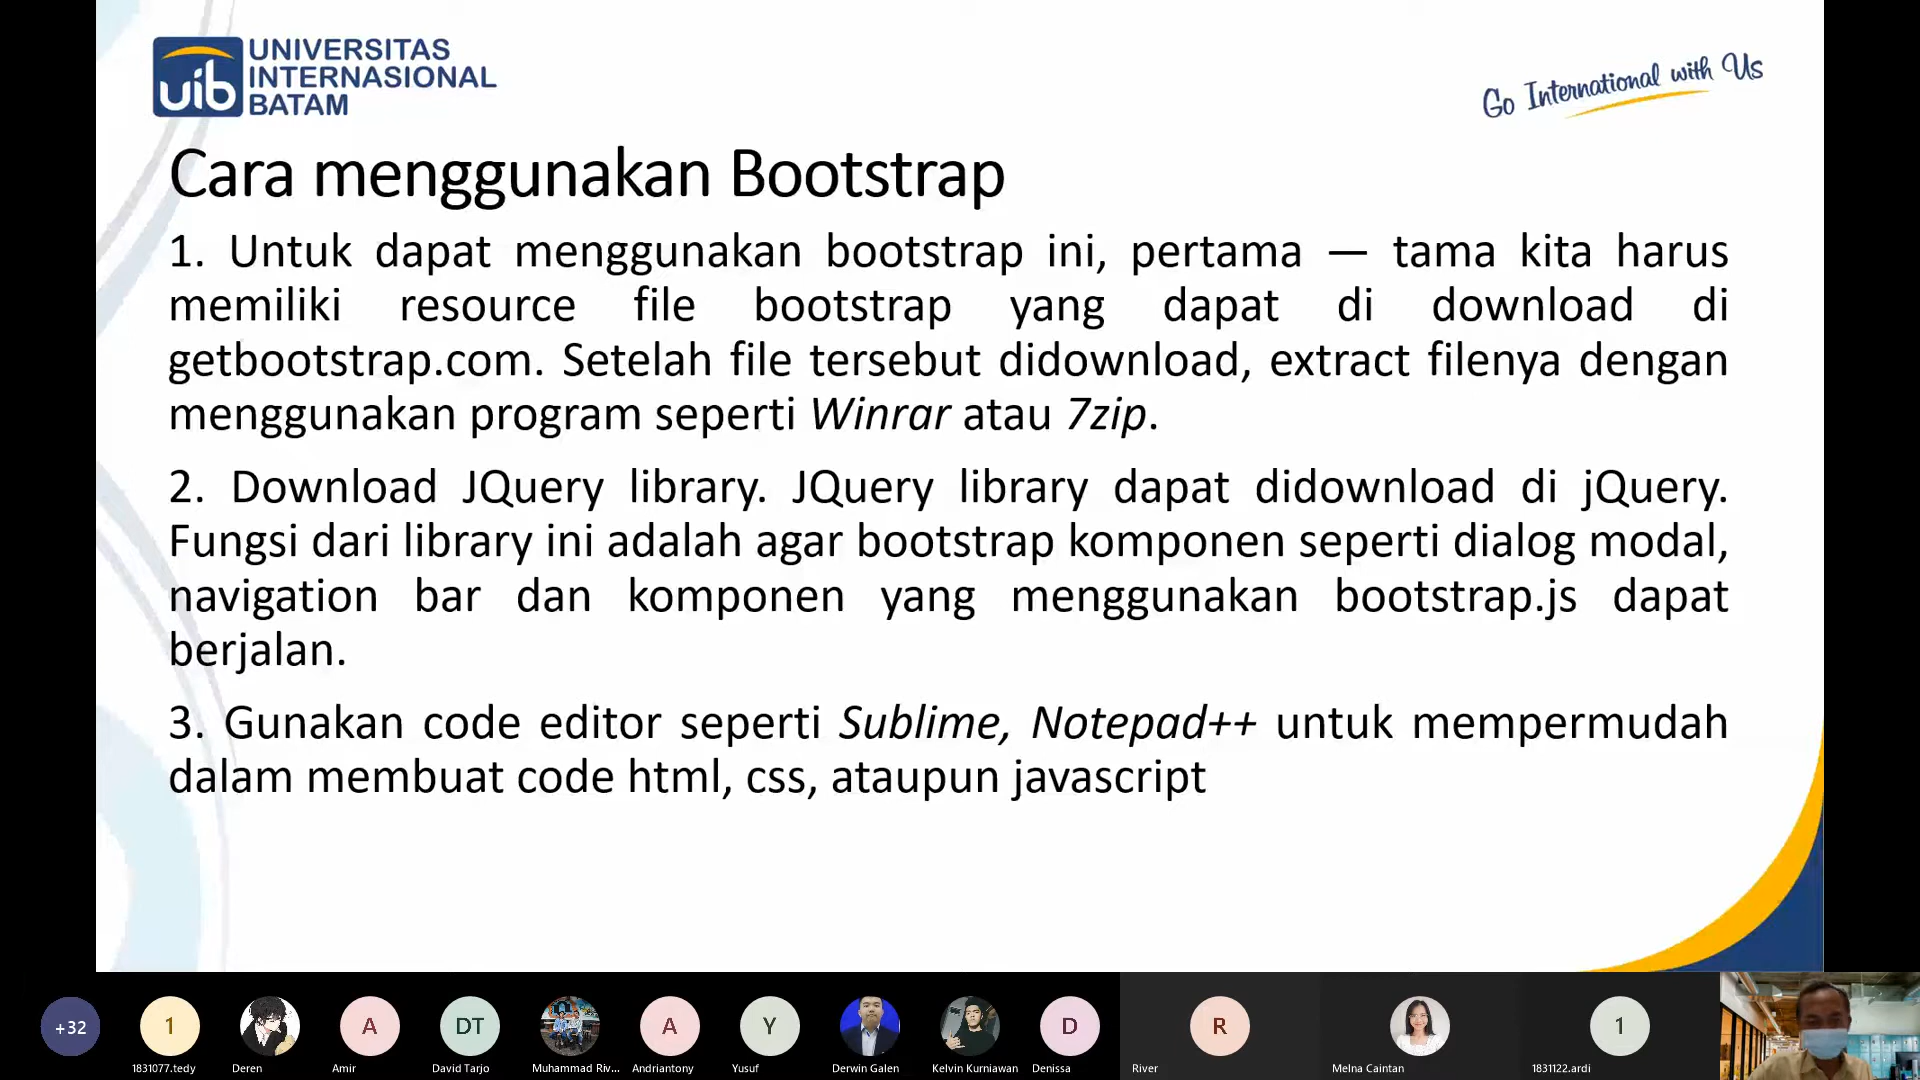 uib UNIVERSITAS
INTERNASIONAL
BATAM
Go International with Us
Cara menggunakan Bootstrap
1. Untuk dapat menggunakan bootstrap ini, pertama — tama kita harus
memiliki resource file bootstrap yang dapat di download di
getbootstrap.com. Setelah file tersebut didownload, extract filenya dengan
menggunakan program seperti Winrar atau 7zip.
2. Download JQuery library. JQuery library dapat didownload di jQuery.
Fungsi dari library ini adalah agar bootstrap komponen seperti dialog modal,
navigation bar dan komponen yang menggunakan bootstrap.js dapat
berjalan.
3. Gunakan code editor seperti Sublime, Notepad++ untuk mempermudah
dalam membuat code html, css, ataupun javascript
+32 1 A DT A Y D R 1
1831077.tedy Deren Amir David Tarjo Muhammad Riv... Andriantony Yusuf Derwin Galen Kelvin Kurniawan Denissa River Melna Caintan 1831122.ardi